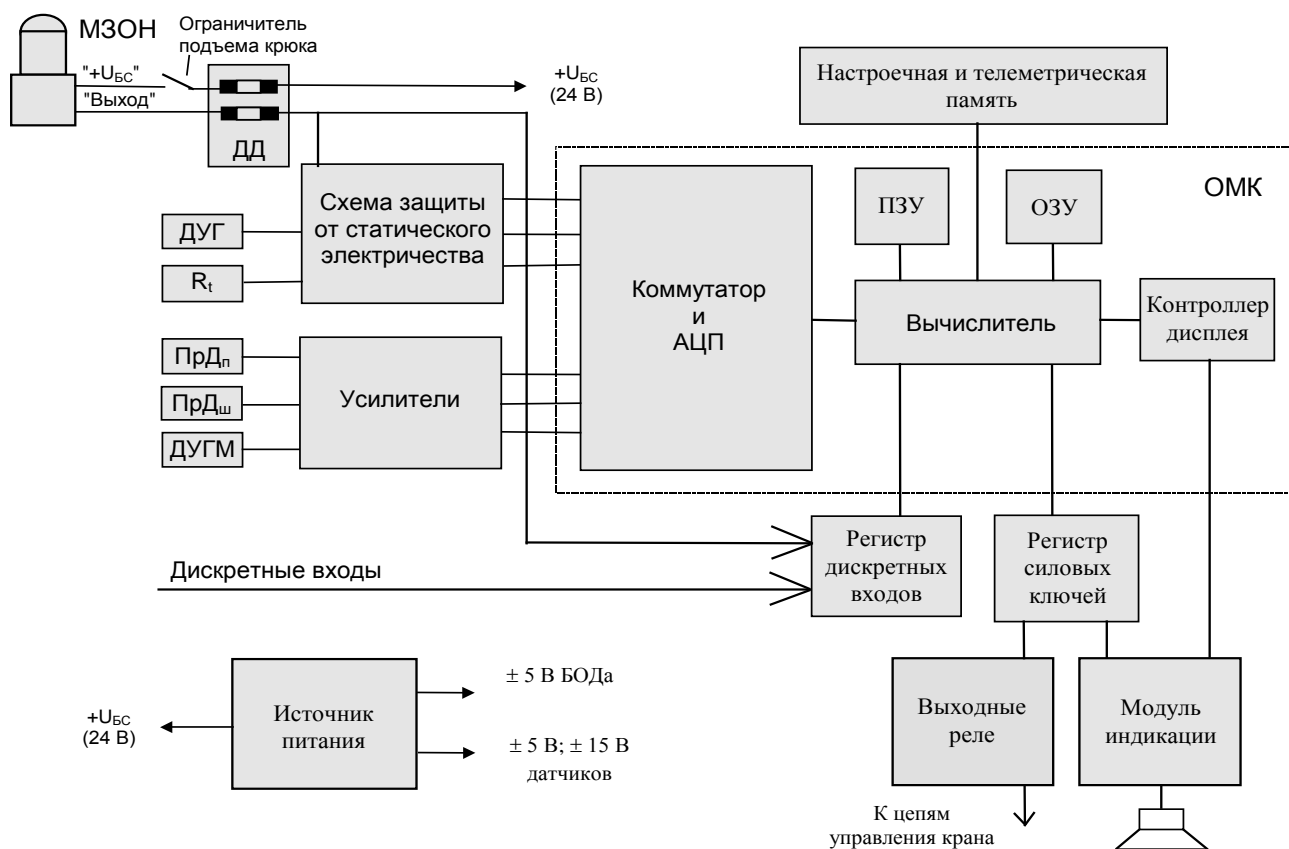 МЗОН
Ограничитель
подъема крюка
"+UБС"
"Выход"
ДД
+UБС
(24 В)
Настроечная и телеметрическая
память
ОМК
Схема защиты
от статического
электричества
ДУГ
Rt
Коммутатор
и
АЦП
ПЗУ
ОЗУ
Вычислитель
Контроллер
дисплея
ПрДп
ПрДш
ДУГМ
Усилители
Дискретные входы
Регистр
дискретных
входов
Регистр
силовых
ключей
+UБС
(24 В)
Источник
питания
± 5 В БОДа
± 5 В; ± 15 В
датчиков
Выходные
реле
Модуль
индикации
К цепям
управления крана